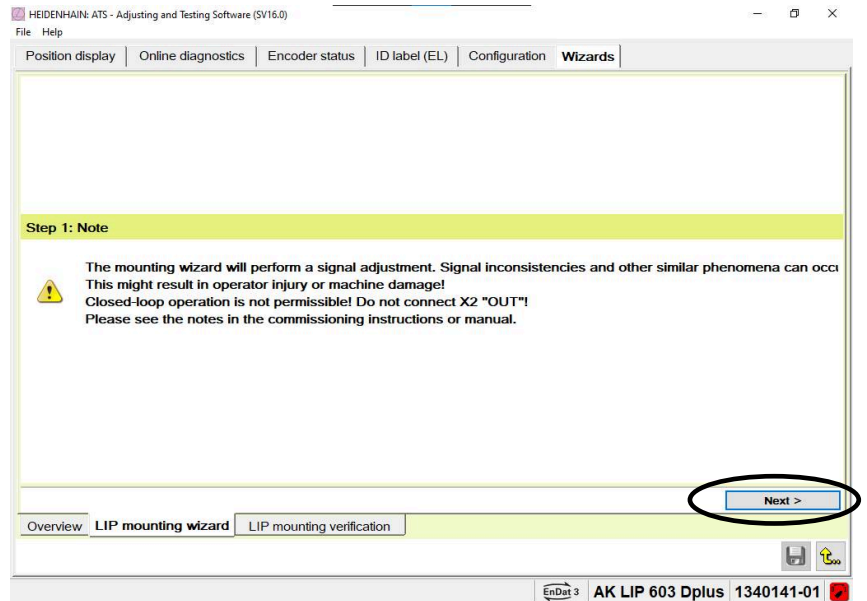 HEIDENHAIN: ATS - Adjusting and Testing Software (SV16.0)
File Help
Position display Online diagnostics Encoder status ID label (EL) Configuration Wizards
Step 1: Note
The mounting wizard will perform a signal adjustment. Signal inconsistencies and other similar phenomena can occu
This might result in operator injury or machine damage!
Closed-loop operation is not permissible! Do not connect X2 "OUT"!
Please see the notes in the commissioning instructions or manual.
Next >
Overview LIP mounting wizard LIP mounting verification
EnDat 3 AK LIP 603 Dplus 1340141-01